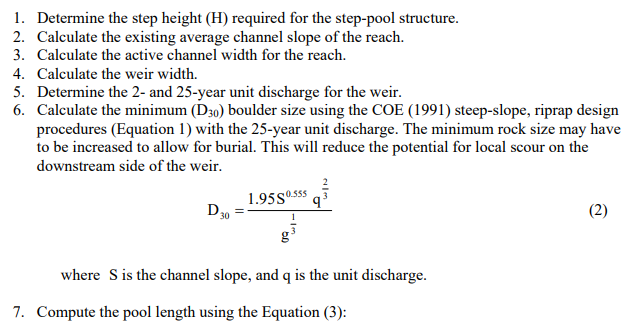 1. Determine the step height (H) required for the step-pool structure.
2. Calculate the existing average channel slope of the reach.
3. Calculate the active channel width for the reach.
4. Calculate the weir width.
5. Determine the 2- and 25-year unit discharge for the weir.
6. Calculate the minimum (D₃₀) boulder size using the COE (1991) steep-slope, riprap design
procedures (Equation 1) with the 25-year unit discharge. The minimum rock size may have
to be increased to allow for burial. This will reduce the potential for local scour on the
downstream side of the weir.
D₃₀ = 1.95S^0.555 q^(2/3) / g^(1/3) (2)
where S is the channel slope, and q is the unit discharge.
7. Compute the pool length using the Equation (3):